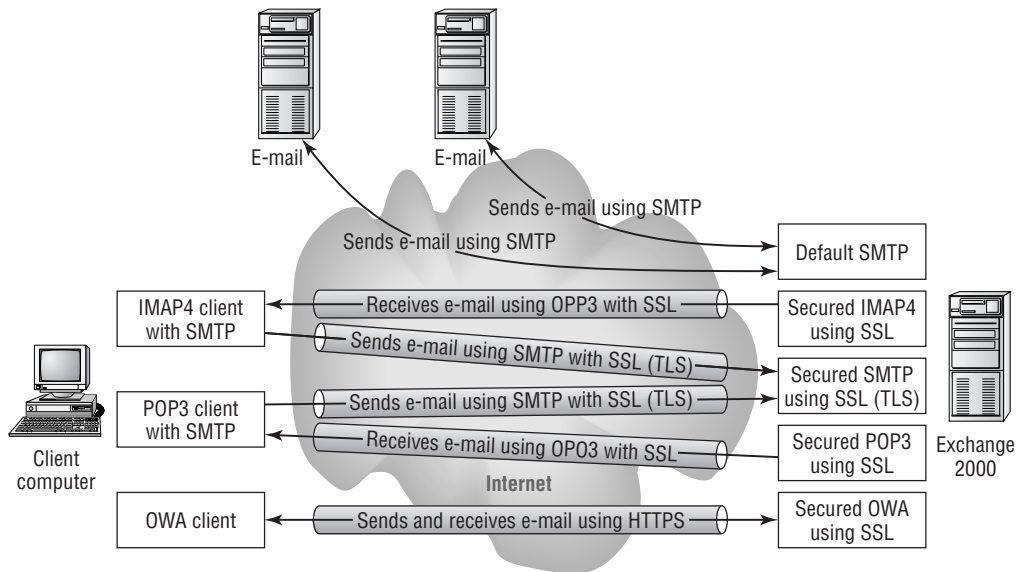 E-mail
E-mail
Sends e-mail using SMTP
Sends e-mail using SMTP
Default SMTP
IMAP4 client
with SMTP
Receives e-mail using OPP3 with SSL
Secured IMAP4
using SSL
Sends e-mail using SMTP with SSL (TLS)
Secured SMTP
using SSL (TLS)
POP3 client
with SMTP
Sends e-mail using SMTP with SSL (TLS)
Receives e-mail using OPO3 with SSL
Secured POP3
using SSL
Client
computer
Exchange
2000
Internet
OWA client
Sends and receives e-mail using HTTPS
Secured OWA
using SSL